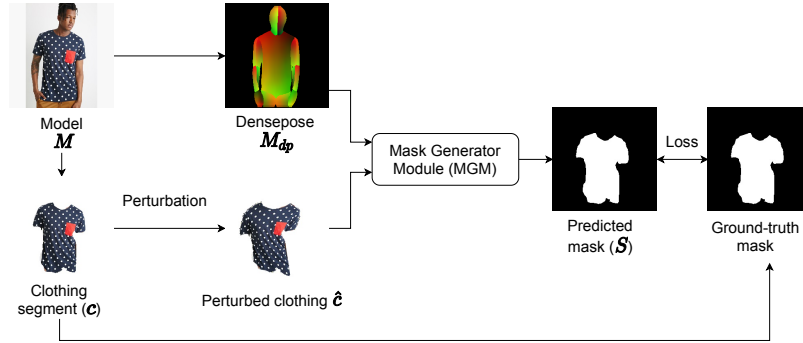 Model
M
Densepose
M_dp
Mask Generator
Module (MGM)
Loss
Predicted
mask (S)
Ground-truth
mask
Perturbation
Clothing
segment (c)
Perturbed clothing ĉ